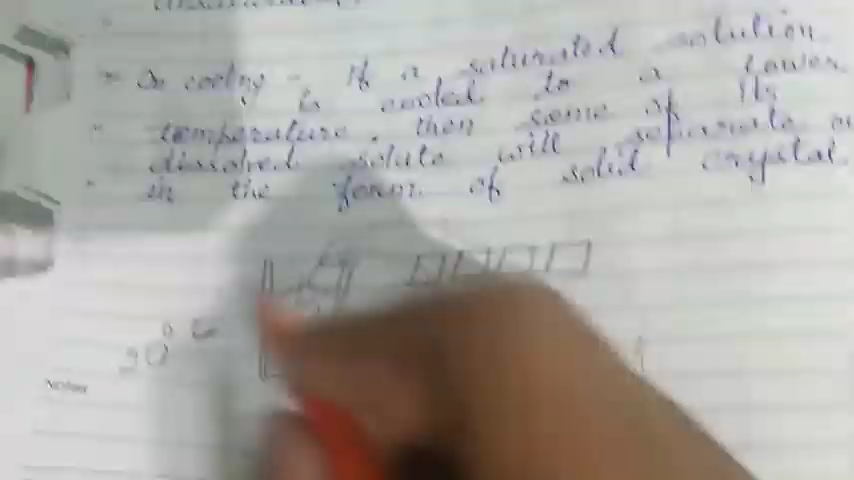 On cooling - If a saturated solution
is cooled to a lower
temperature, then some of its
dissolved solute will separate
in the form of solid crystal
30°C